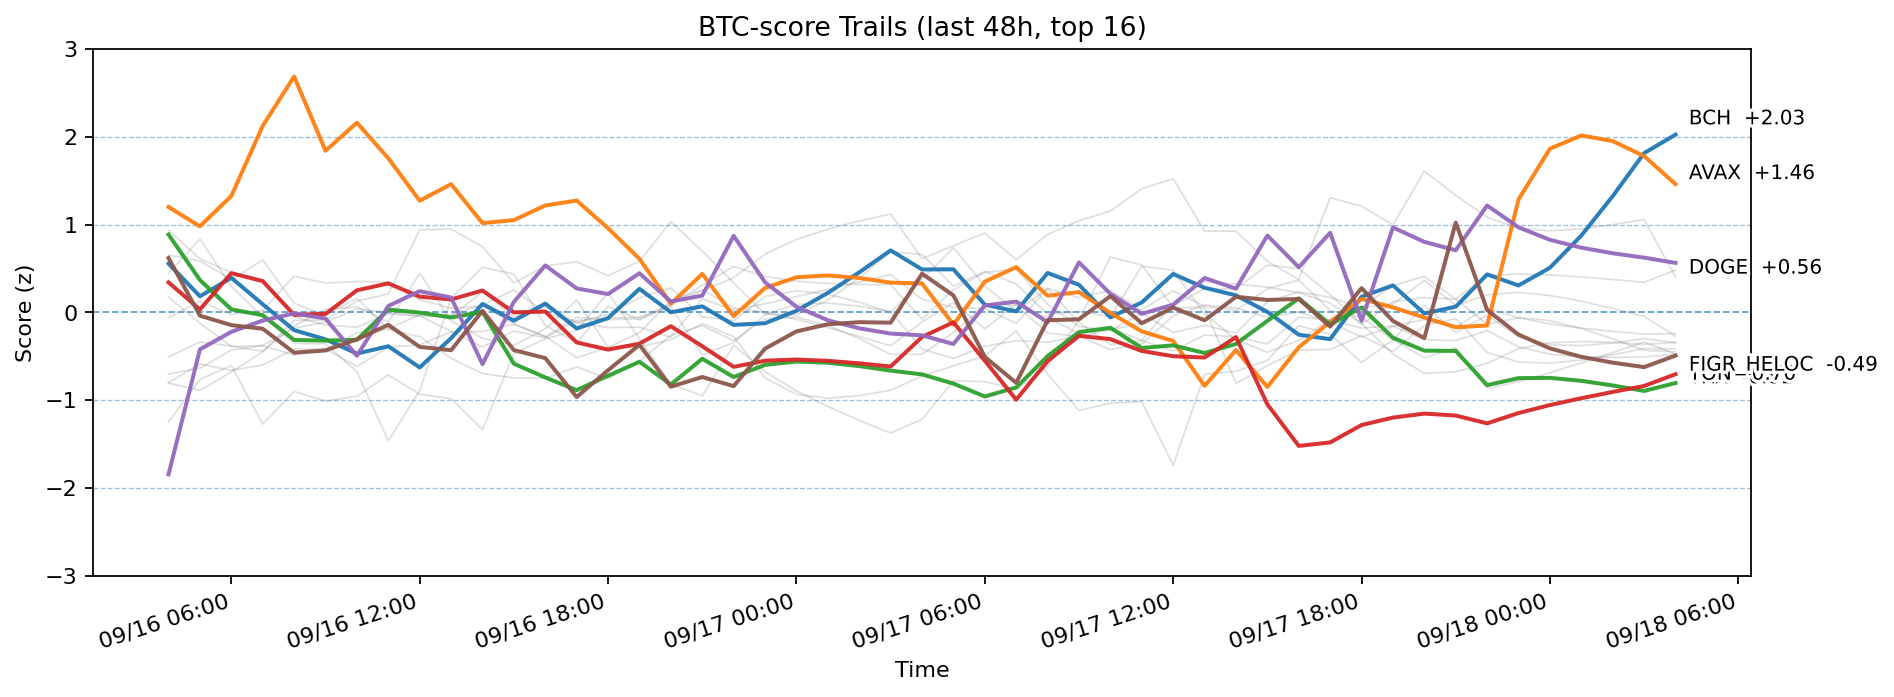 BTC-score Trails (last 48h, top 16)
3
2
1
0
−1
−2
−3
Score (z)
BCH +2.03
AVAX +1.46
DOGE +0.56
FIGR_HELOC -0.49
09/16 06:00
09/16 12:00
09/16 18:00
09/17 00:00
09/17 06:00
09/17 12:00
09/17 18:00
09/18 00:00
09/18 06:00
Time